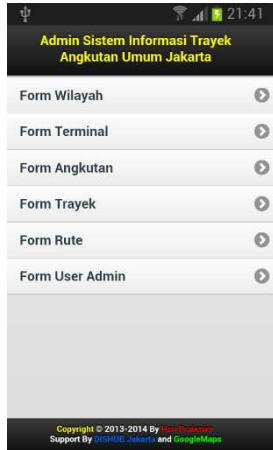 21:41
Admin Sistem Informasi Trayek
Angkutan Umum Jakarta
Form Wilayah
Form Terminal
Form Angkutan
Form Trayek
Form Rute
Form User Admin
Copyright © 2013-2014 By
Support By DISHUB Jakarta and GoogleMaps